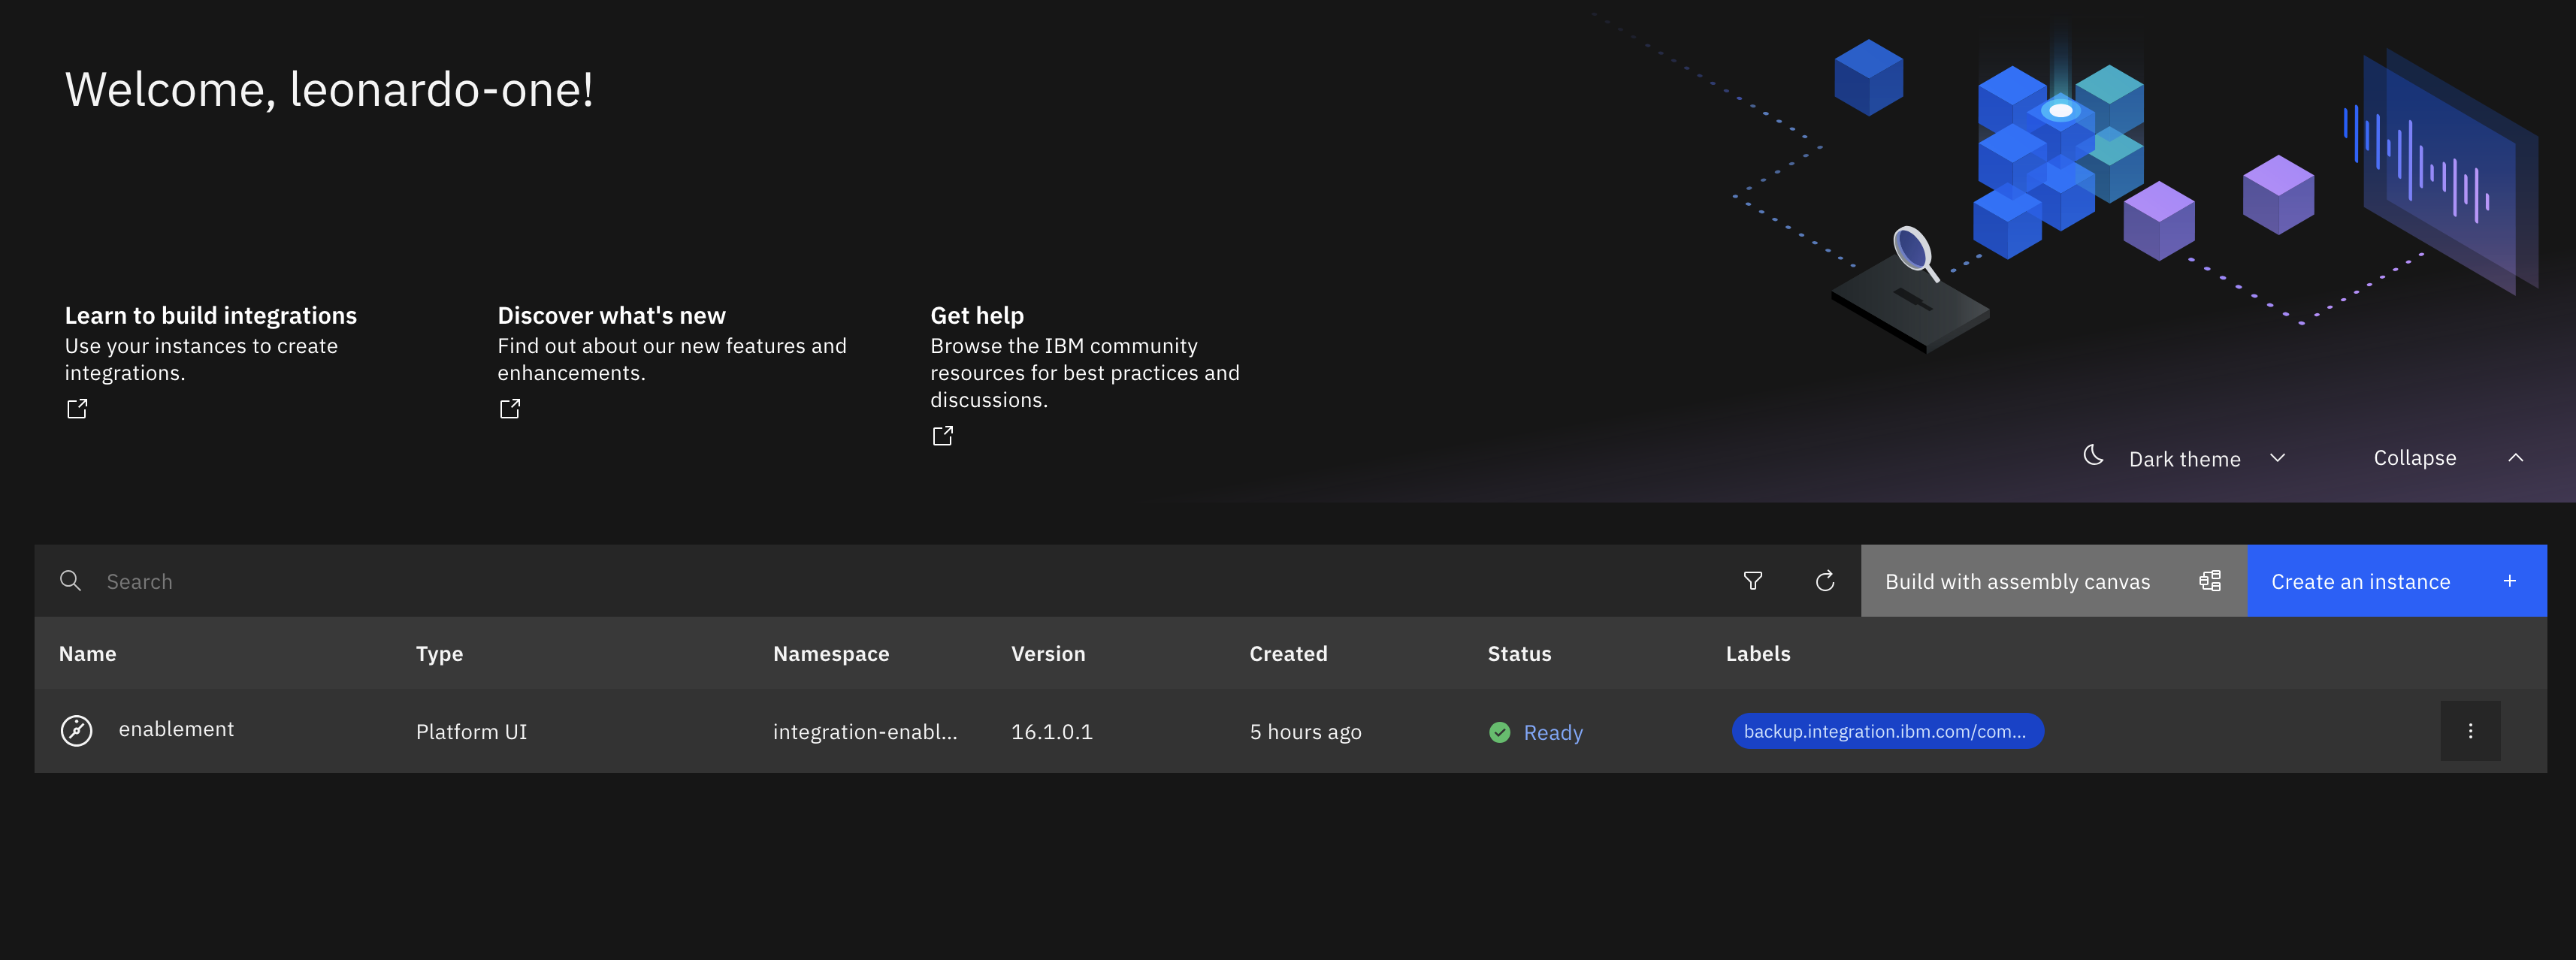 Welcome, leonardo-one!
Learn to build integrations
Use your instances to create
integrations.
Discover what's new
Find out about our new features and
enhancements.
Get help
Browse the IBM community
resources for best practices and
discussions.
Dark theme
Collapse
Search
Build with assembly canvas
Create an instance
Name Type Namespace Version Created Status Labels
enablement Platform UI integration-enabl... 16.1.0.1 5 hours ago Ready backup.integration.ibm.com/com...